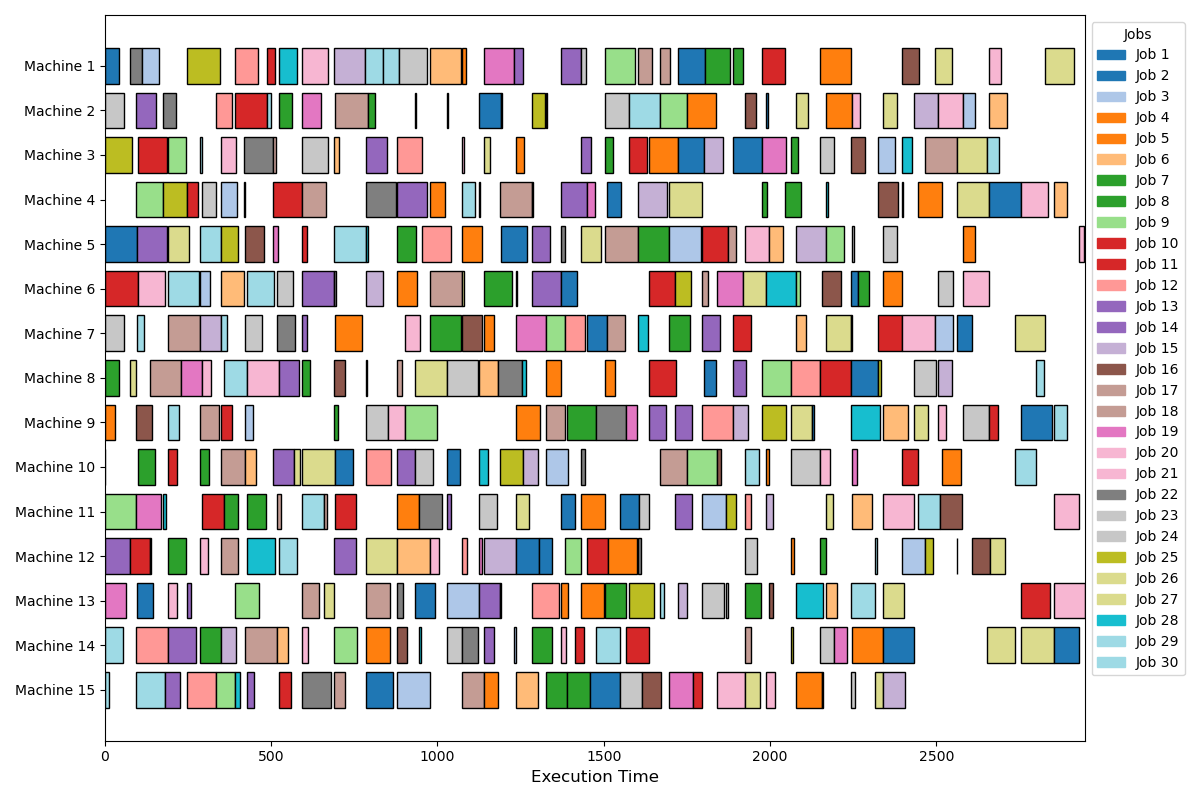 Machine 1
Machine 2
Machine 3
Machine 4
Machine 5
Machine 6
Machine 7
Machine 8
Machine 9
Machine 10
Machine 11
Machine 12
Machine 13
Machine 14
Machine 15
0 500 1000 1500 2000 2500
Execution Time
Jobs
Job 1
Job 2
Job 3
Job 4
Job 5
Job 6
Job 7
Job 8
Job 9
Job 10
Job 11
Job 12
Job 13
Job 14
Job 15
Job 16
Job 17
Job 18
Job 19
Job 20
Job 21
Job 22
Job 23
Job 24
Job 25
Job 26
Job 27
Job 28
Job 29
Job 30